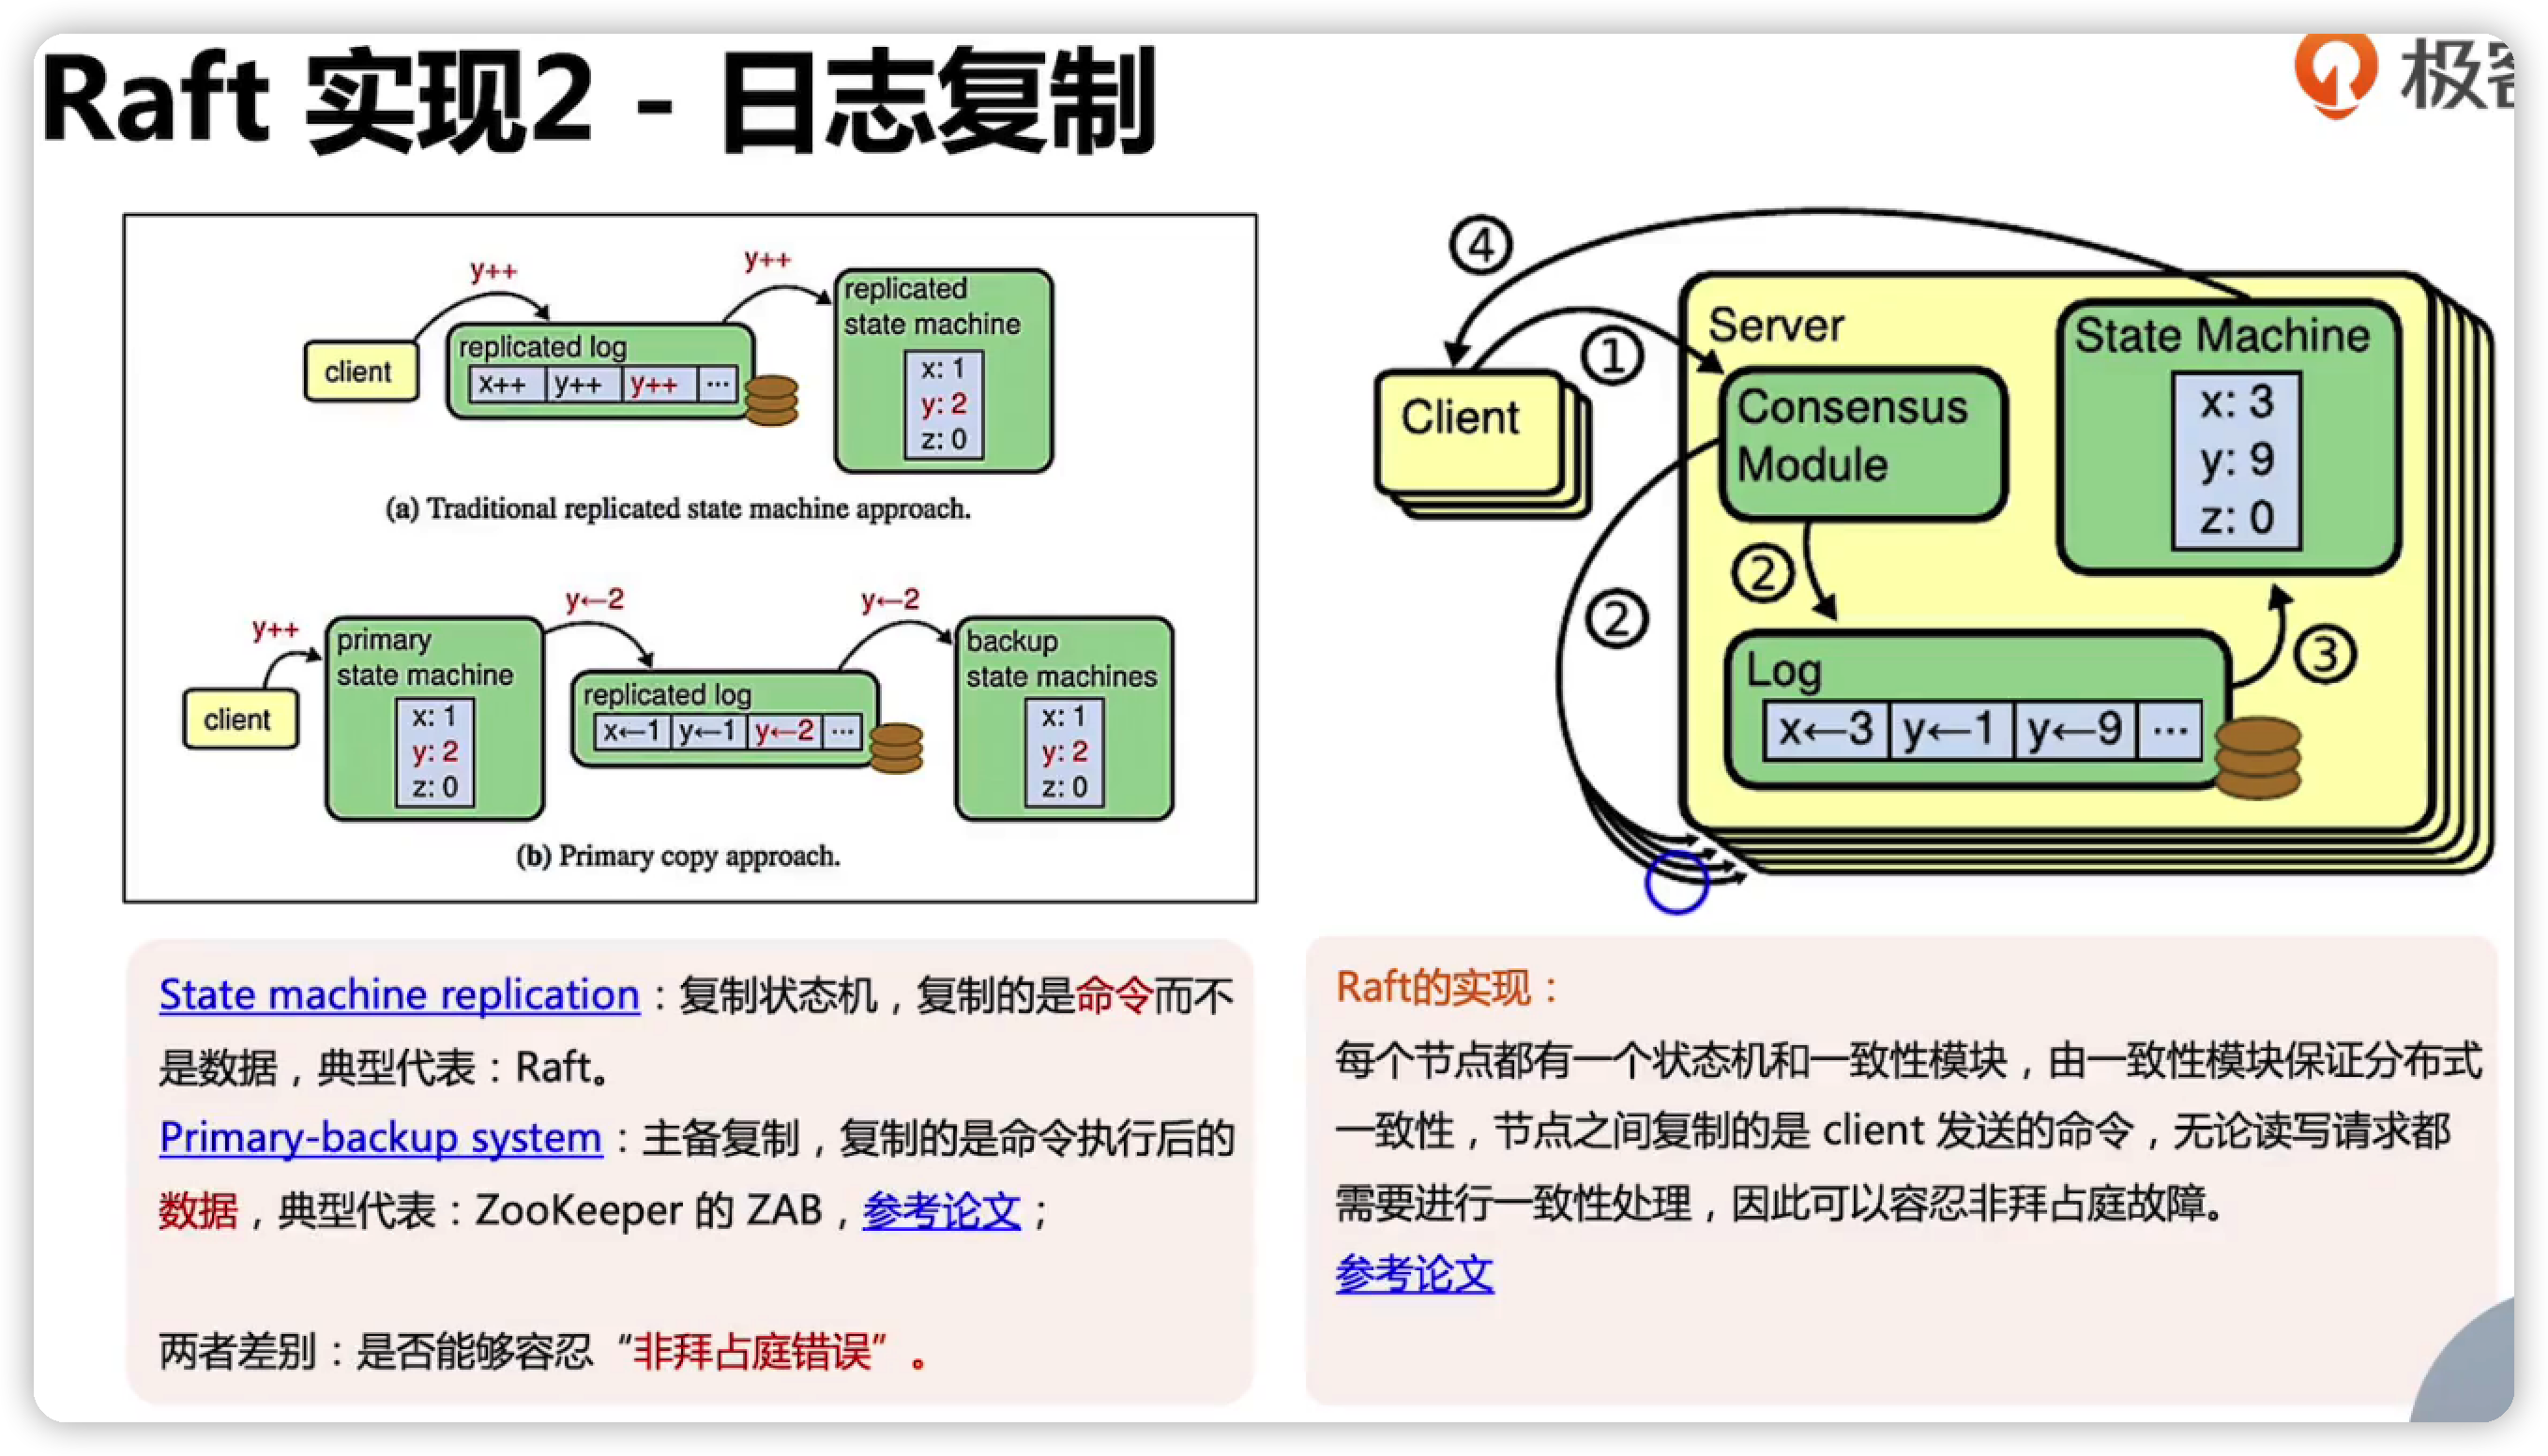 Raft 实现2 - 日志复制
极客
y++
y++
client
replicated log
x++ y++ y++ ...
replicated
state machine
x: 1
y: 2
z: 0
(a) Traditional replicated state machine approach.
y++
client
primary
state machine
x: 1
y: 2
z: 0
y←2
replicated log
x←1 y←1 y←2 ...
y←2
backup
state machines
x: 1
y: 2
z: 0
(b) Primary copy approach.
④
①
Client
Server
Consensus
Module
State Machine
x: 3
y: 9
z: 0
②
②
③
Log
x←3 y←1 y←9 ...
State machine replication：复制状态机，复制的是命令而不
是数据，典型代表：Raft。
Primary-backup system：主备复制，复制的是命令执行后的
数据，典型代表：ZooKeeper 的 ZAB，参考论文；
两者差别：是否能够容忍“非拜占庭错误”。
Raft的实现：
每个节点都有一个状态机和一致性模块，由一致性模块保证分布式
一致性，节点之间复制的是 client 发送的命令，无论读写请求都
需要进行一致性处理，因此可以容忍非拜占庭故障。
参考论文